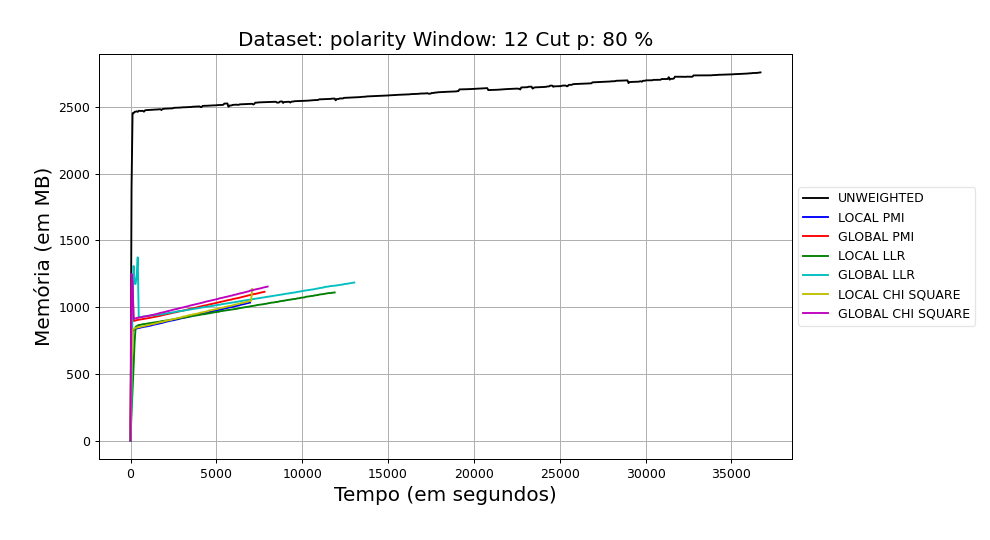 Dataset: polarity Window: 12 Cut p: 80 %
Memória (em MB)
2500
2000
1500
1000
500
0
0 5000 10000 15000 20000 25000 30000 35000
Tempo (em segundos)
UNWEIGHTED
LOCAL PMI
GLOBAL PMI
LOCAL LLR
GLOBAL LLR
LOCAL CHI SQUARE
GLOBAL CHI SQUARE